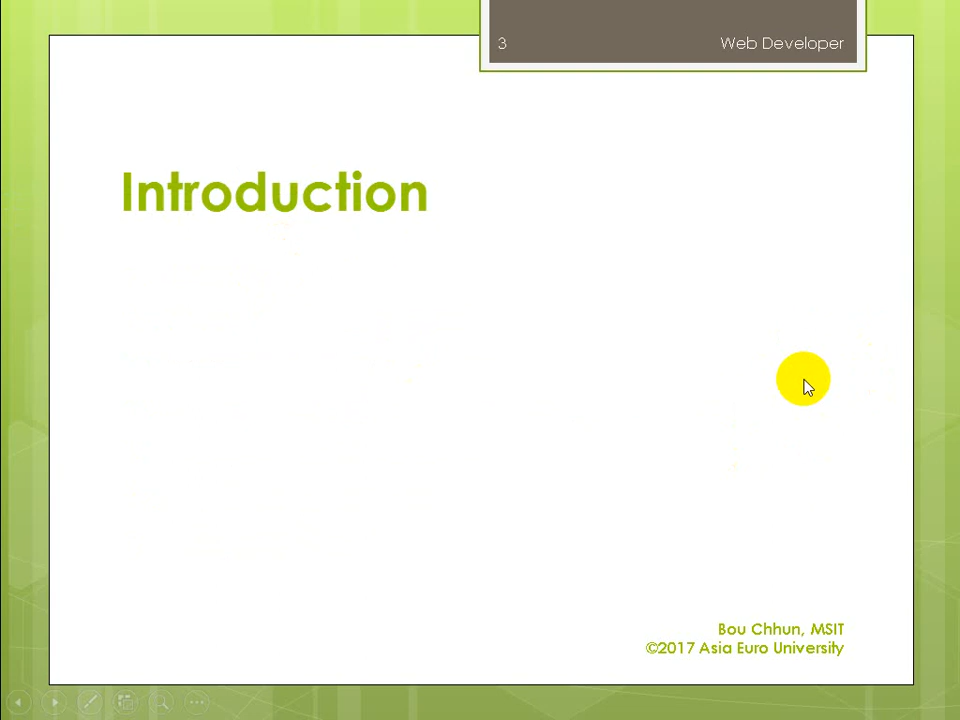 3
Web Developer
Introduction
Bou Chhun, MSIT
©2017 Asia Euro University